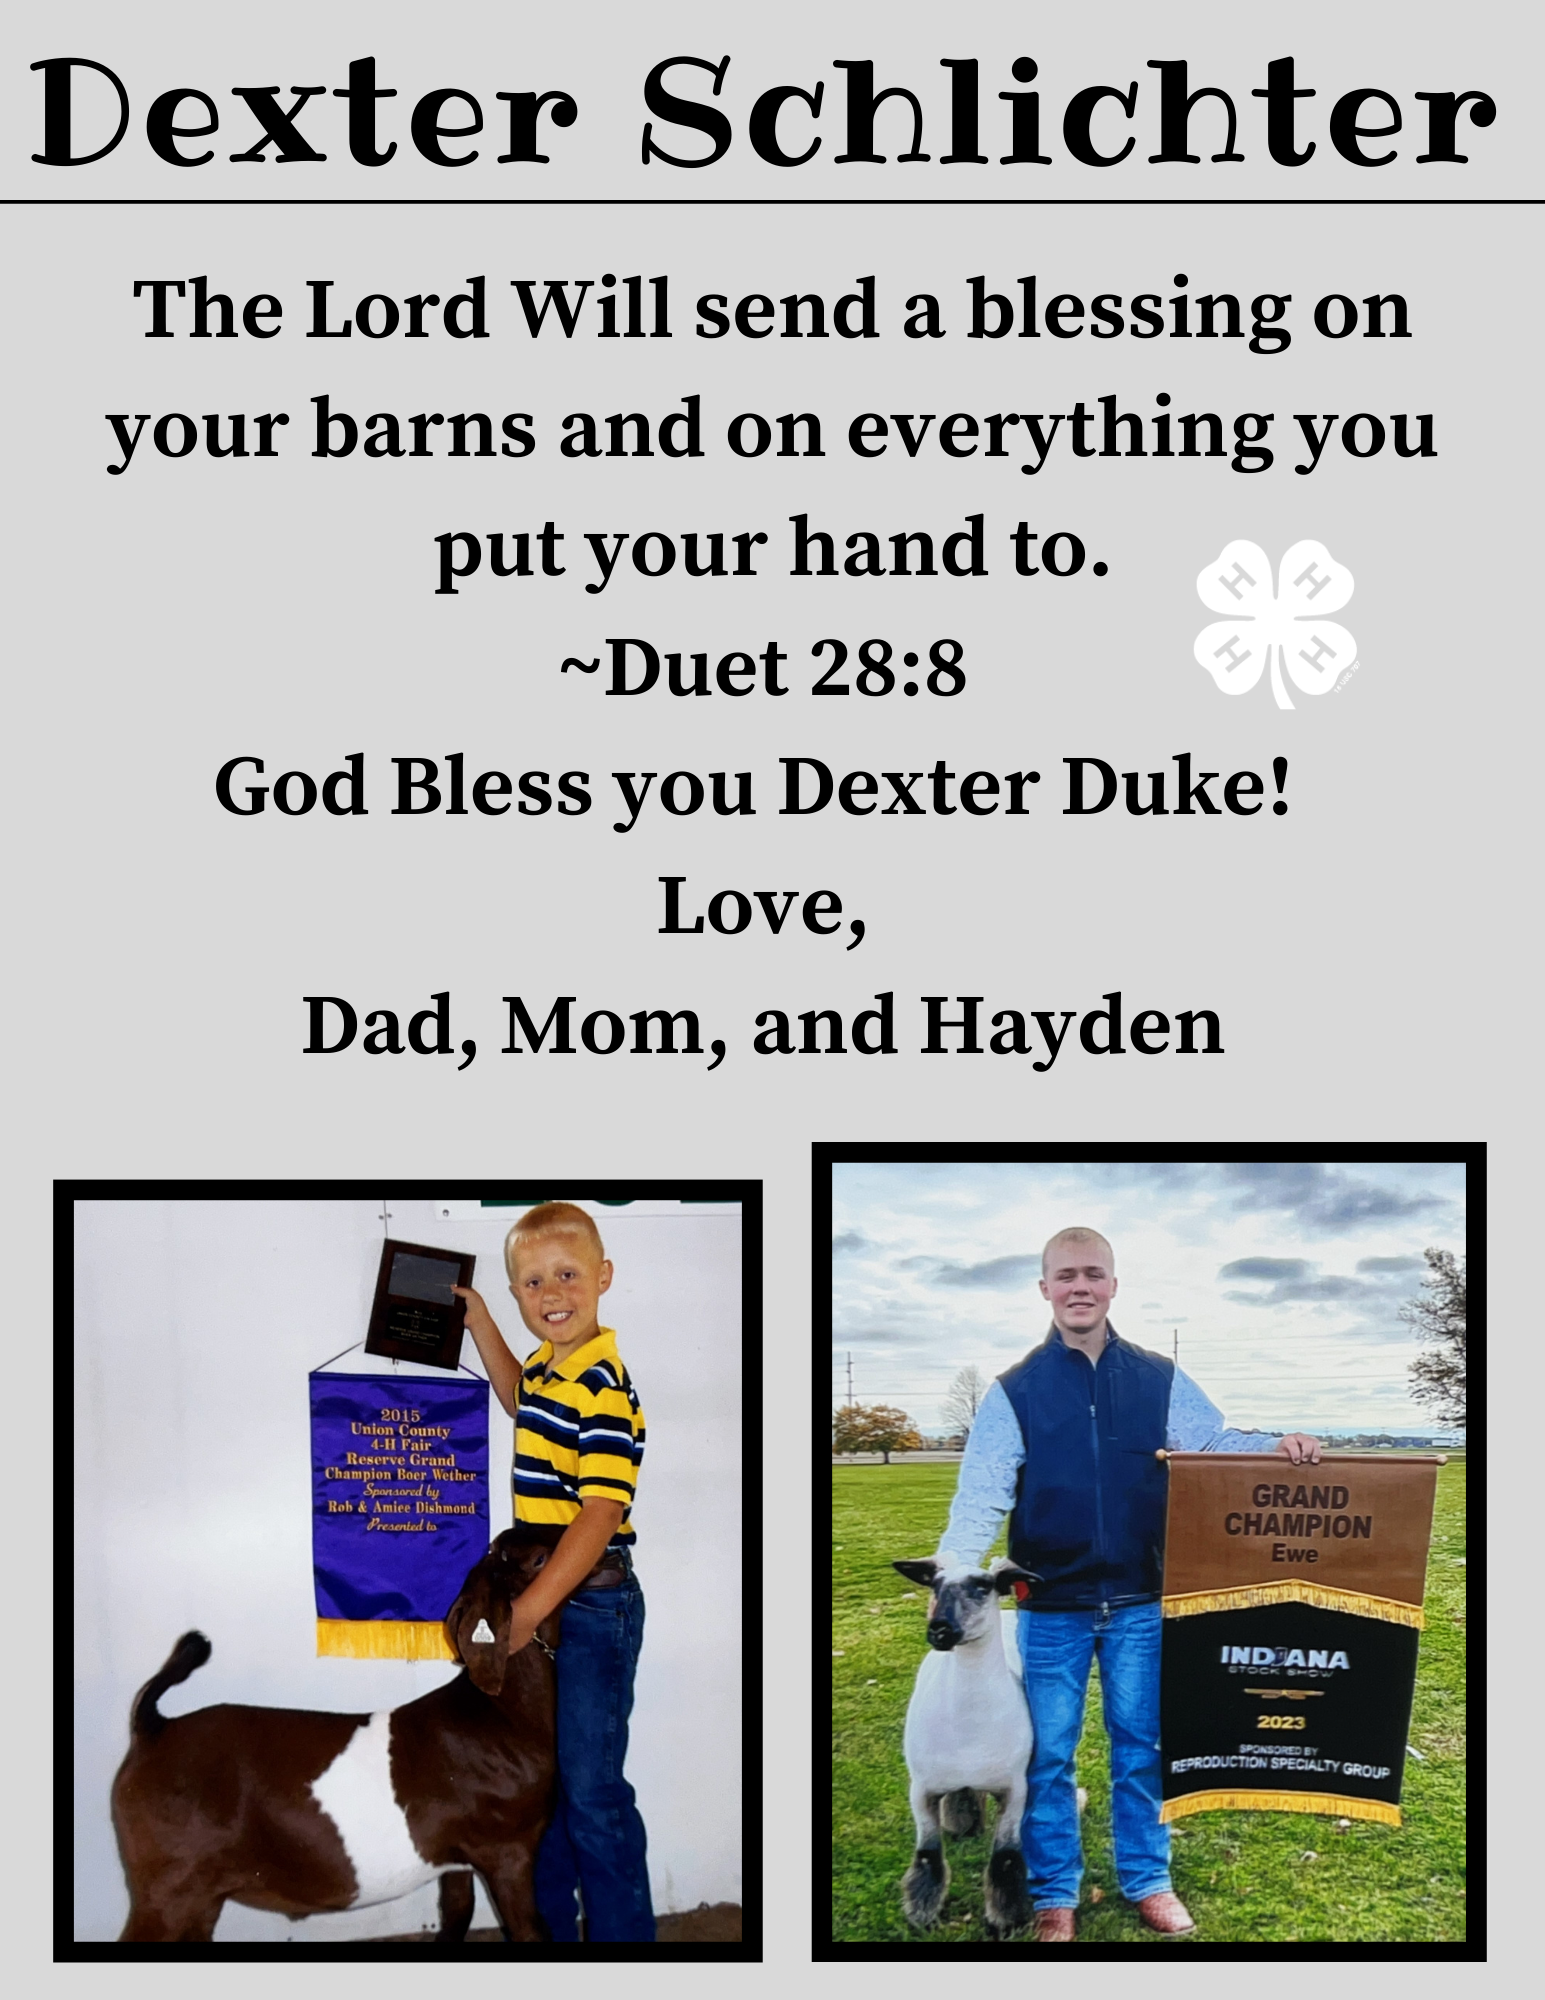 Dexter Schlichter
The Lord Will send a blessing on
your barns and on everything you
put your hand to.
~Duet 28:8
God Bless you Dexter Duke!
Love,
Dad, Mom, and Hayden
H H
H H
2015
Union County
4-H Fair
Reserve Grand
Champion Boer Wether
Sponsored by
Rob & Amiee Dishmond
Presented to
GRAND
CHAMPION
Ewe
INDIANA
STOCK SHOW
2023
SPONSORED BY
REPRODUCTION SPECIALTY GROUP